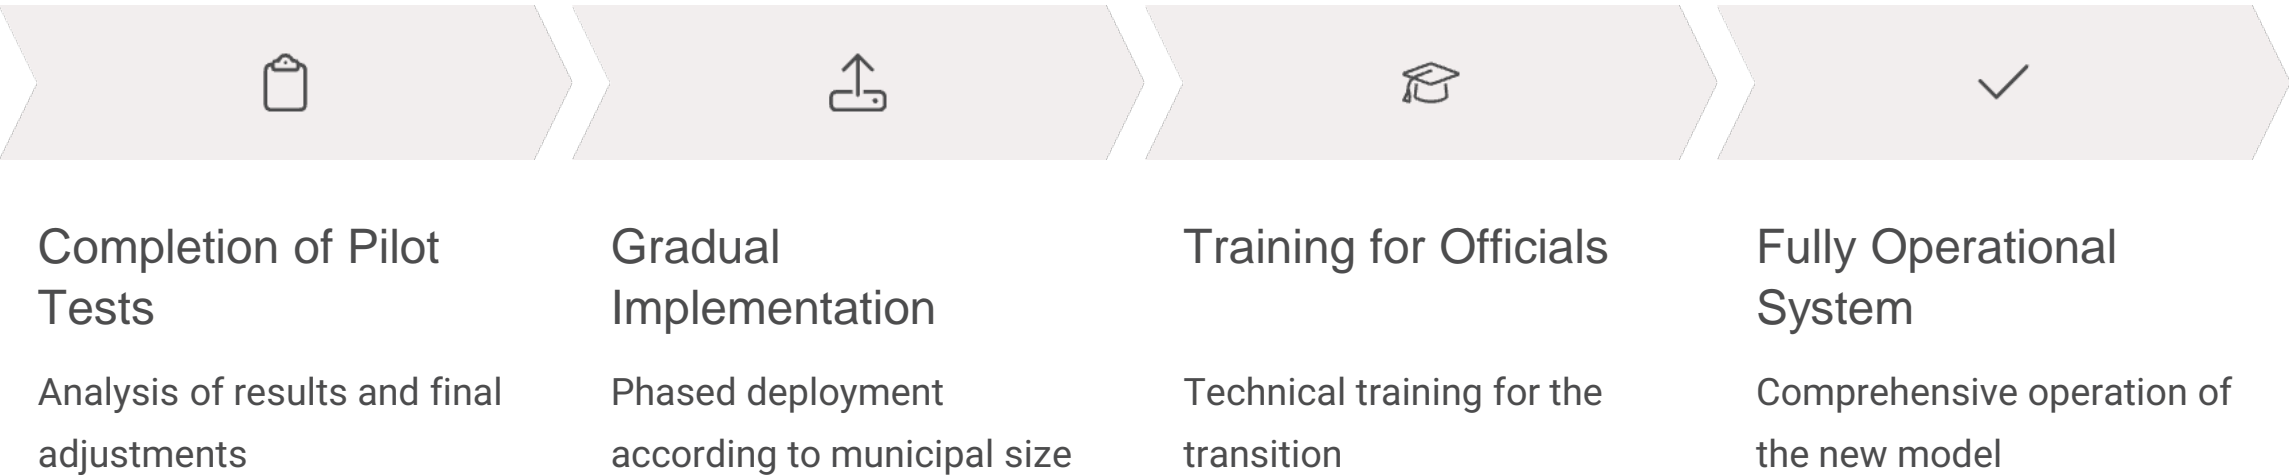 Completion of Pilot
Tests
Analysis of results and final
adjustments
Gradual
Implementation
Phased deployment
according to municipal size
Training for Officials
Technical training for the
transition
Fully Operational
System
Comprehensive operation of
the new model